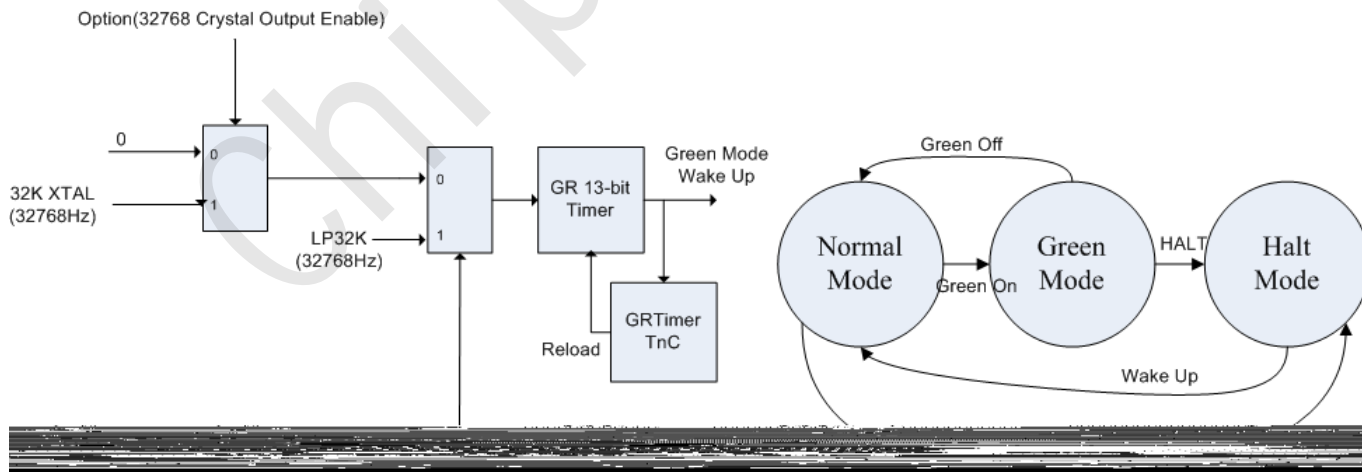 Option(32768 Crystal Output Enable)
0
0
32K XTAL
(32768Hz)
1
0
1
LP32K
(32768Hz)
GR 13-bit
Timer
Green Mode
Wake Up
GRTimer
TnC
Reload
Green Off
Normal
Mode
Green On
Green
Mode
HALT
Halt
Mode
Wake Up
Chip